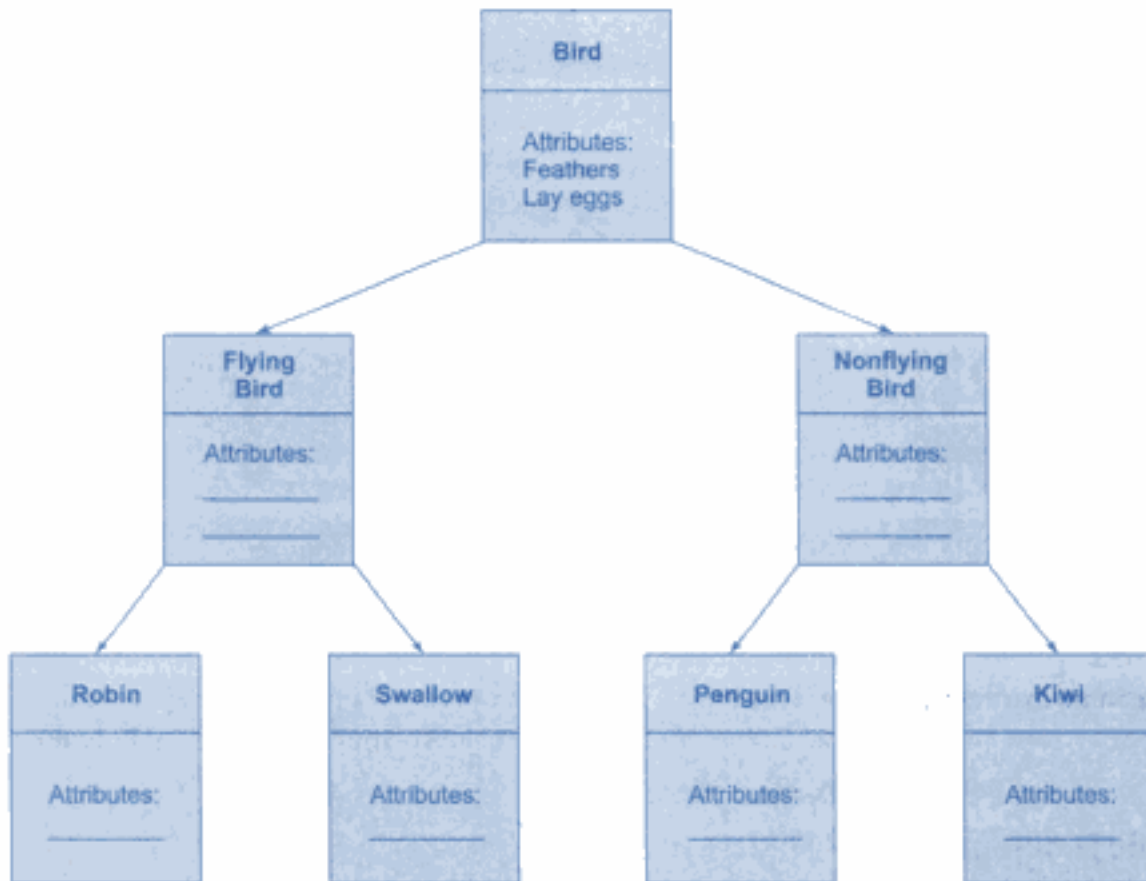 Bird
Attributes:
Feathers
Lay eggs
Flying
Bird
Attributes:
Nonflying
Bird
Attributes:
Robin
Attributes:
Swallow
Attributes:
Penguin
Attributes:
Kiwi
Attributes: